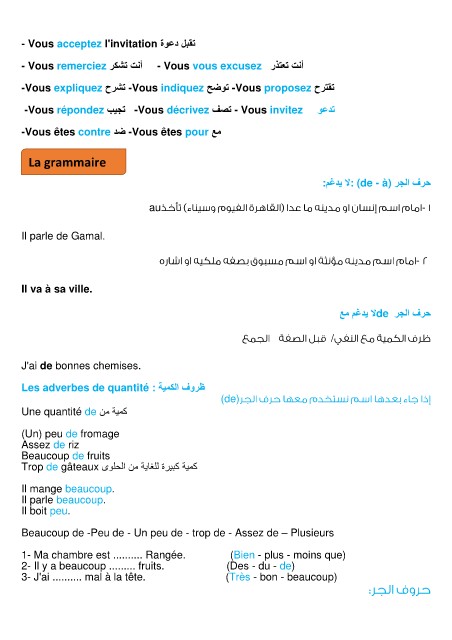 - Vous acceptez l'invitation تقبل دعوة
- Vous remerciez أنت تشكر - Vous vous excusez أنت تعتذر
-Vous expliquez تشرح -Vous indiquez توضح -Vous proposez تقترح
-Vous répondez تجيب -Vous décrivez تصف - Vous invitez تدعو
-Vous êtes contre ضد -Vous êtes pour مع
La grammaire
حرف الجر (de - à) :لا يدغم:
١ -امام اسم إنسان او مدينه ما عدا (القاهرة الفيوم وسيناء) تأخذau
Il parle de Gamal.
٢ -امام اسم مدينه مؤنثة او اسم مسبوق بصفه ملكيه او اشاره
Il va à sa ville.
حرف الجر deلا يدغم مع
ظرف الكمية مع النفي/ قبل الصفة الجمع
J'ai de bonnes chemises.
Les adverbes de quantité : ظروف الكمية
إذا جاء بعدها اسم نستخدم معها حرف الجر(de)
Une quantité de كمية من
(Un) peu de fromage
Assez de riz
Beaucoup de fruits
Trop de gâteaux كمية كبيرة للغاية من الحلوى
Il mange beaucoup.
Il parle beaucoup.
Il boit peu.
Beaucoup de -Peu de - Un peu de - trop de - Assez de – Plusieurs
1- Ma chambre est .......... Rangée. (Bien - plus - moins que)
2- Il y a beaucoup ......... fruits. (Des - du - de)
3- J'ai .......... mal à la tête. (Très - bon - beaucoup)
حروف الجر: